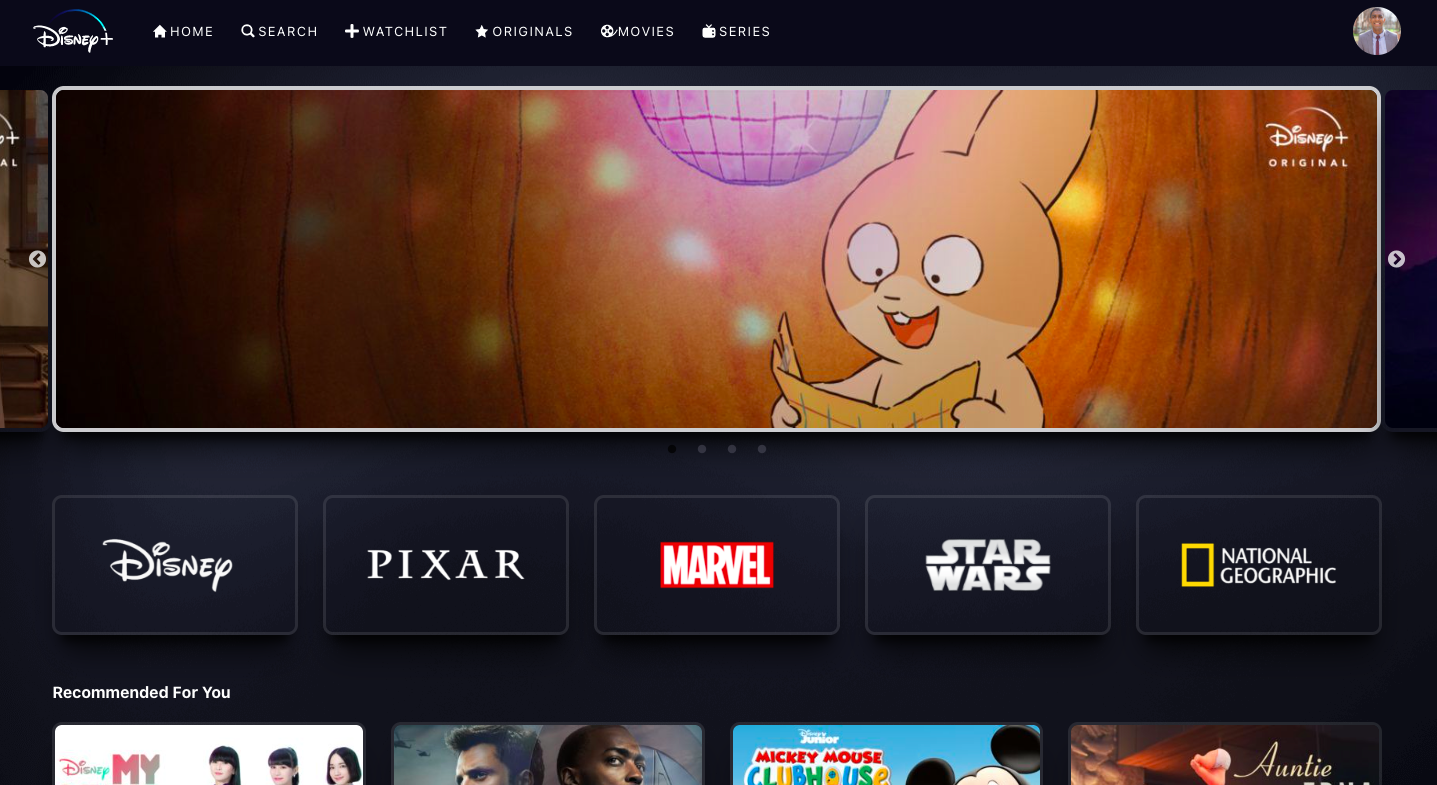 Disney+
HOME
SEARCH
WATCHLIST
ORIGINALS
MOVIES
SERIES
Disney+
ORIGINAL
AL
Disney
PIXAR
MARVEL
STAR
WARS
NATIONAL
GEOGRAPHIC
Recommended For You
Disney MY
Disney Junior
MICKEY MOUSE
CLUBHOUSE
Auntie